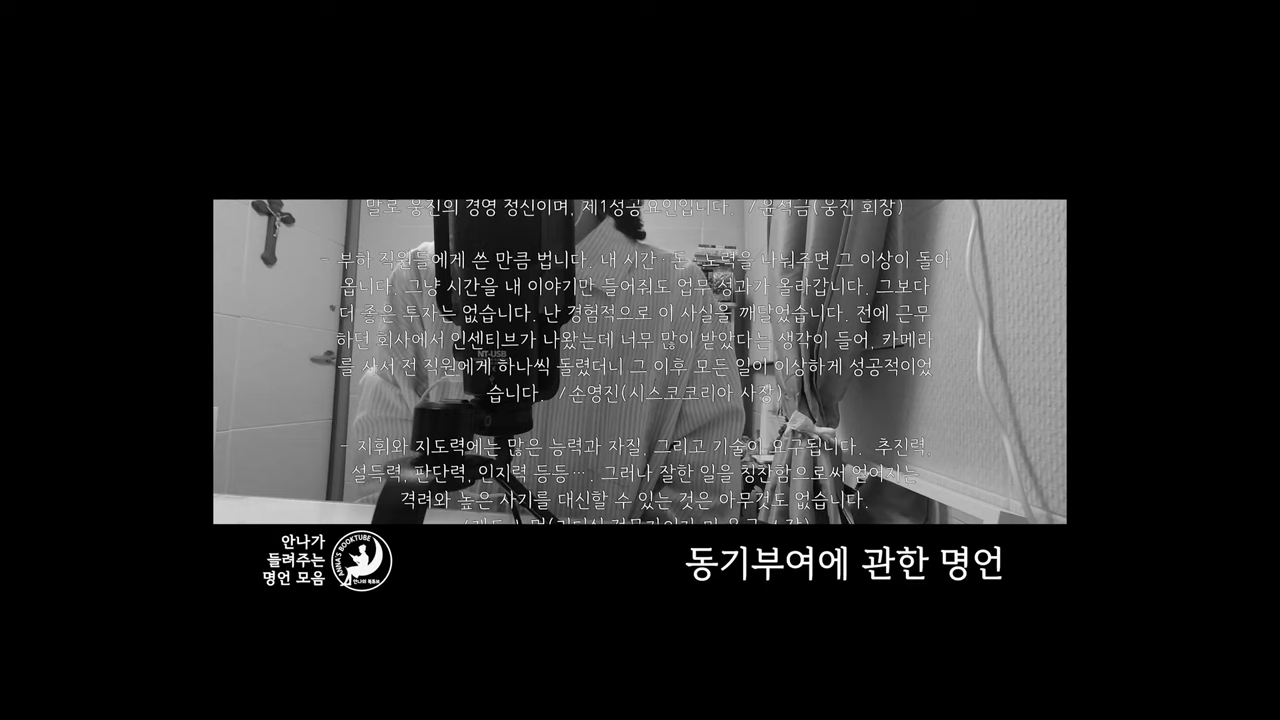 말로 웅진의 경영 정신이며, 제1성공요인입니다. /윤석금(웅진 회장)
- 부하 직원들에게 쓴 만큼 법니다. 내 시간·돈·노력을 나눠주면 그 이상이 돌아
옵니다. 그냥 시간을 내 이야기만 들어줘도 업무 성과가 올라갑니다. 그보다
더 좋은 투자는 없습니다. 난 경험적으로 이 사실을 깨달았습니다. 전에 근무
하던 회사에서 인센티브가 나왔는데 너무 많이 받았다는 생각이 들어, 카메라
를 사서 전 직원에게 하나씩 돌렸더니 그 이후 모든 일이 이상하게 성공적이었
습니다. /손영진(시스코코리아 사장)
- 지휘와 지도력에는 많은 능력과 자질, 그리고 기술이 요구됩니다. 추진력,
설득력, 판단력, 인지력 등등…. 그러나 잘한 일을 칭찬함으로써 얻어지는
격려와 높은 사기를 대신할 수 있는 것은 아무것도 없습니다.
NT-USB
안나가
들려주는
명언 모음
ANNA'S BOOKTUBE
안나의 북튜브
동기부여에 관한 명언